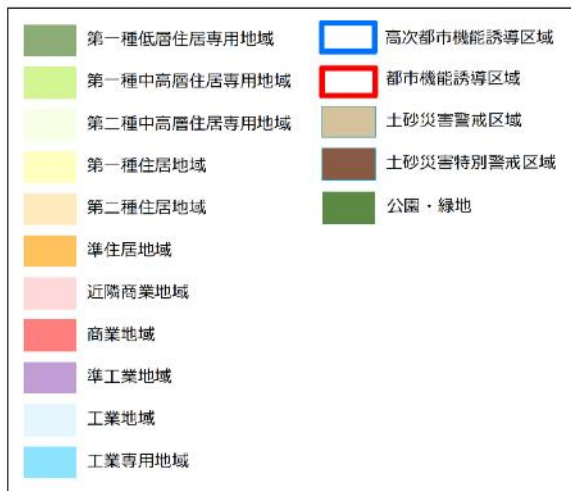 第一種低層住居専用地域
第一種中高層住居専用地域
第二種中高層住居専用地域
第一種住居地域
第二種住居地域
準住居地域
近隣商業地域
商業地域
準工業地域
工業地域
工業専用地域
高次都市機能誘導区域
都市機能誘導区域
土砂災害警戒区域
土砂災害特別警戒区域
公園・緑地